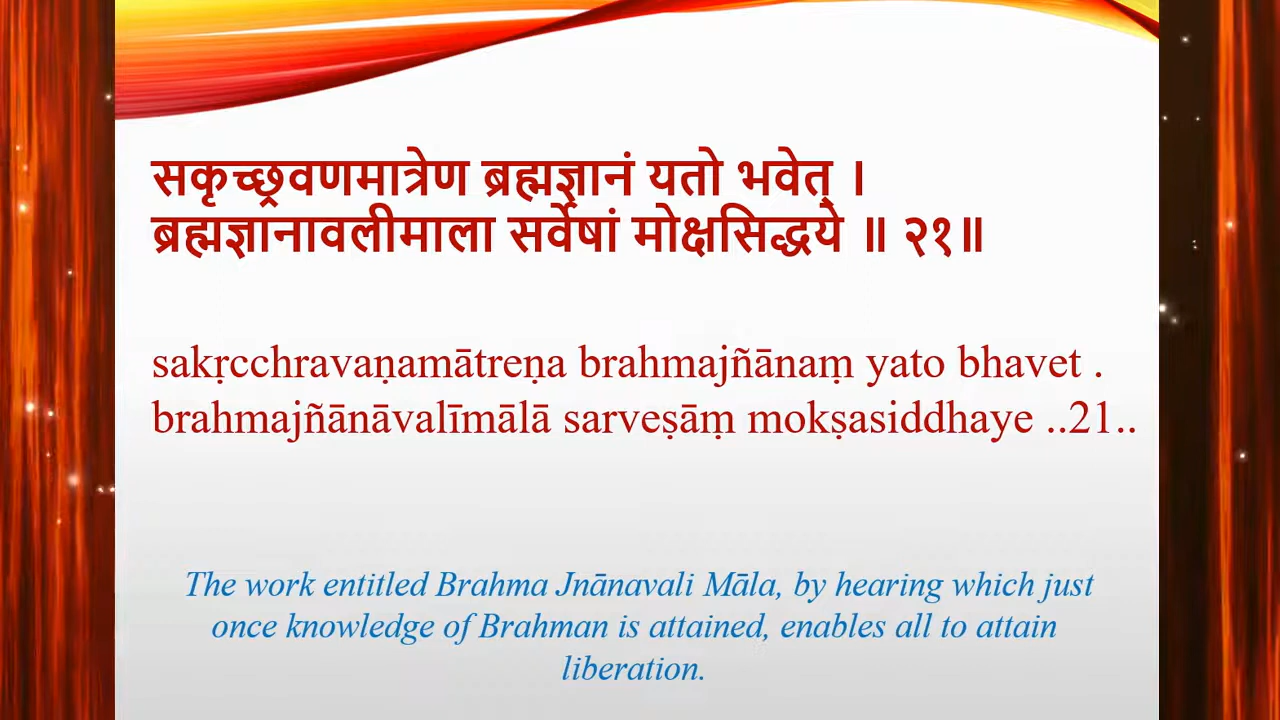 सकृच्छ्रवणमात्रेण ब्रह्मज्ञानं यतो भवेत् ।
ब्रह्मज्ञानावलीमाला सर्वेषां मोक्षसिद्धये ॥ २१॥
sakṛcchravaṇamātreṇa brahmajñānaṃ yato bhavet .
brahmajñānāvalīmālā sarveṣāṃ mokṣasiddhaye ..21..
The work entitled Brahma Jnānavali Māla, by hearing which just
once knowledge of Brahman is attained, enables all to attain
liberation.